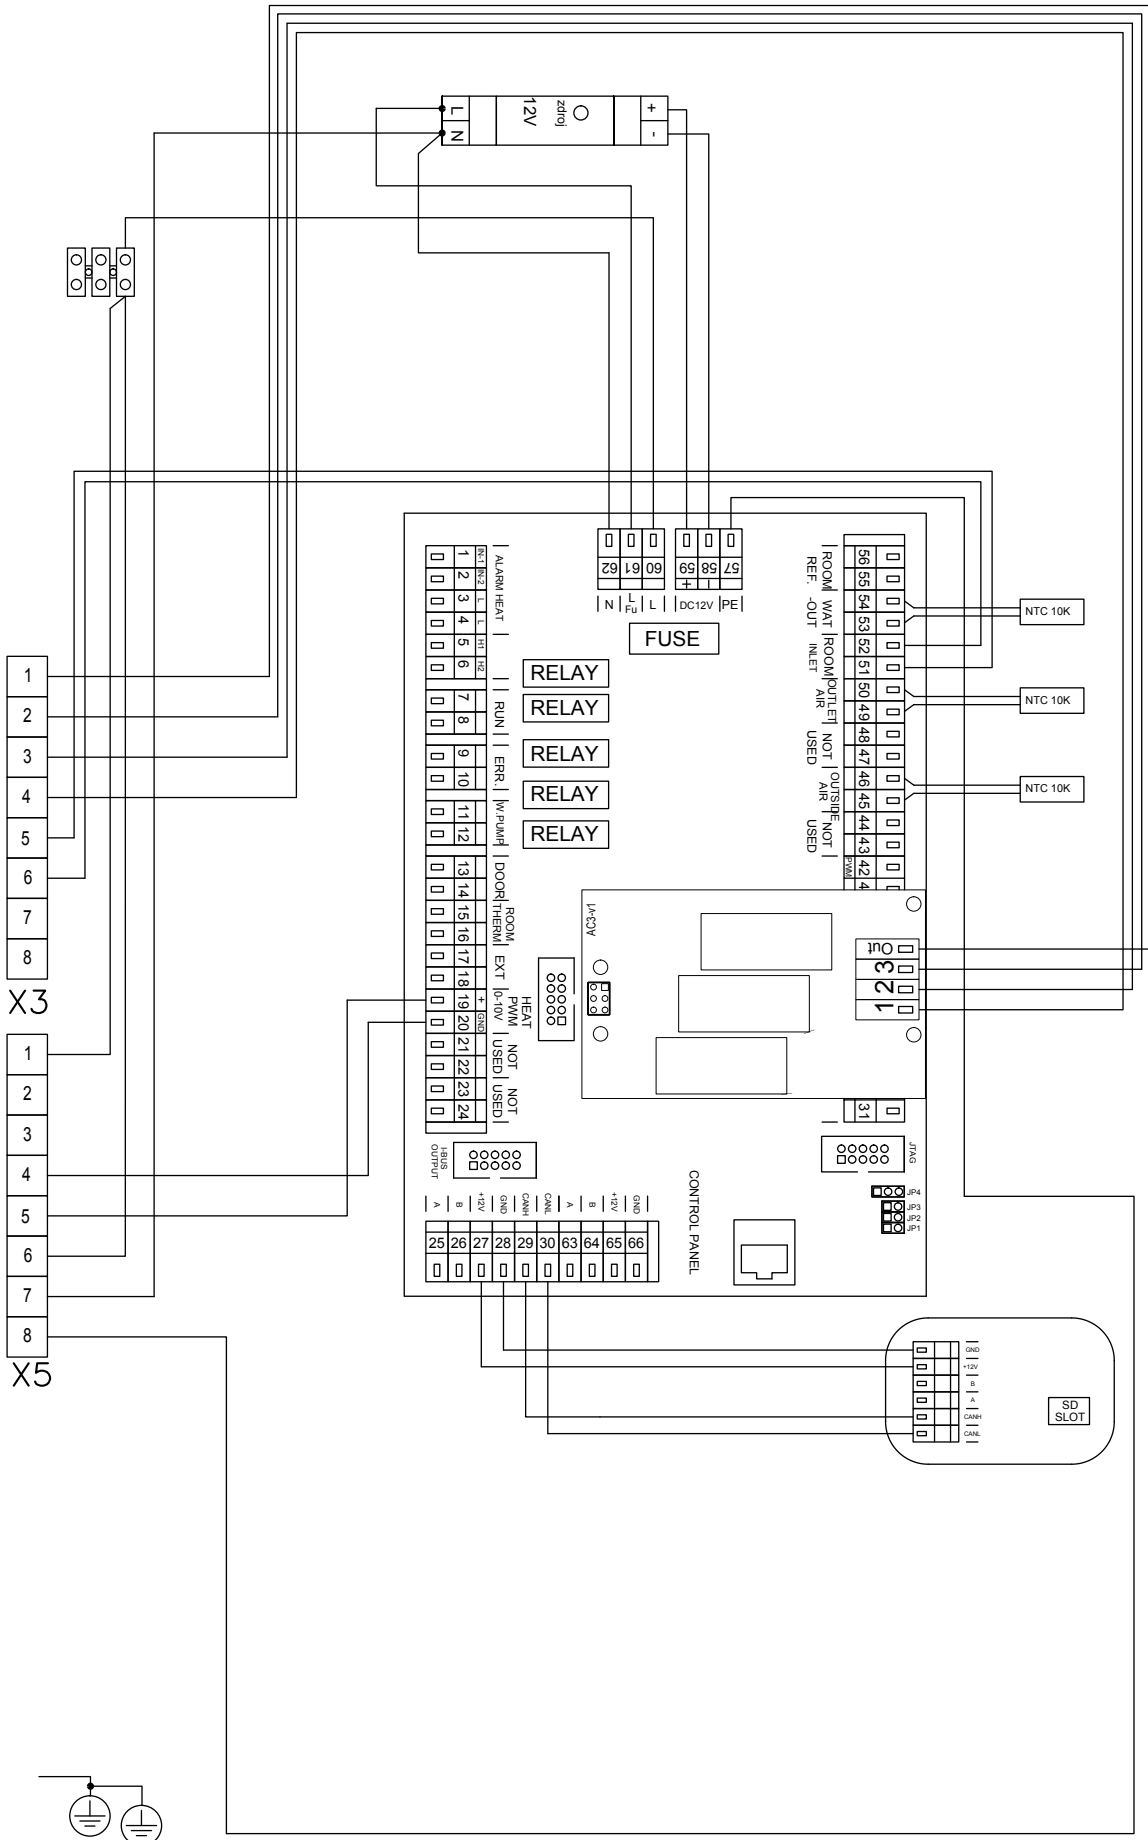 L
N
12V
zdroj
+
-
62
61
60
59
58
57
+
–
N
L
Fu
L
DC12V
PE
FUSE
RELAY
RELAY
RELAY
RELAY
RELAY
1
2
3
4
5
6
7
8
9
10
11
12
13
14
15
16
17
18
19
20
21
22
23
24
IN-1
IN-2
L
L
H1
H2
+
GND
ALARM HEAT
RUN
ERR.
W.PUMP
DOOR
ROOM
THERM
EXT
HEAT
PWM
0-10V
NOT
USED
NOT
USED
56
55
54
53
52
51
50
49
48
47
46
45
44
43
42
4
PWM
31
ROOM
REF.
WAT
-OUT
ROOM
INLET
OUTLET
AIR
NOT
USED
OUTSIDE
AIR
NOT
USED
NTC 10K
NTC 10K
NTC 10K
AC3-v1
Out
3
2
1
1
2
3
4
5
6
7
8
X3
1
2
3
4
5
6
7
8
X5
I-BUS
OUTPUT
JTAG
JP4
JP3
JP2
JP1
CONTROL PANEL
A
B
+12V
GND
CANH
CANL
A
B
+12V
GND
25
26
27
28
29
30
63
64
65
66
GND
+12V
B
A
CANH
CANL
SD
SLOT